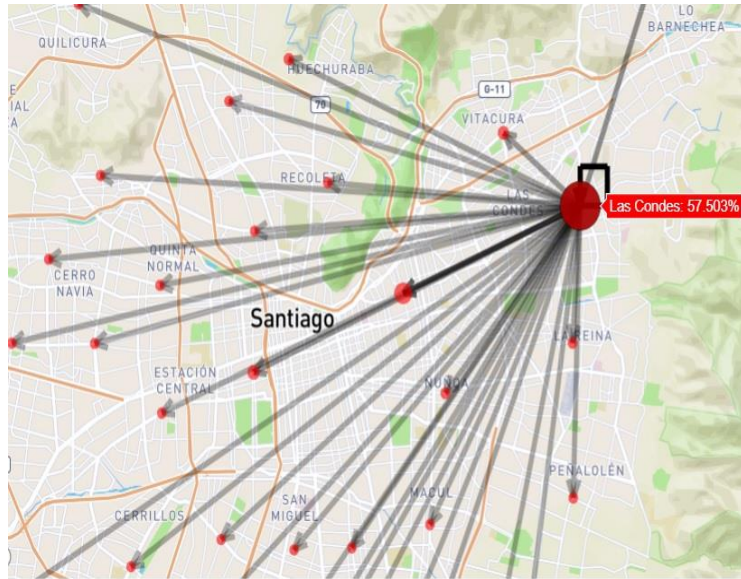 LO
BARNECHEA
QUILICURA
HUECHURABA
70
G-11
VITACURA
RECOLETA
LAS
CONDES
Las Condes: 57.503%
QUINTA
NORMAL
CERRO
NAVIA
Santiago
LA REINA
ESTACIÓN
CENTRAL
ÑUÑOA
PEÑALOLÉN
MACUL
SAN
MIGUEL
CERRILLOS